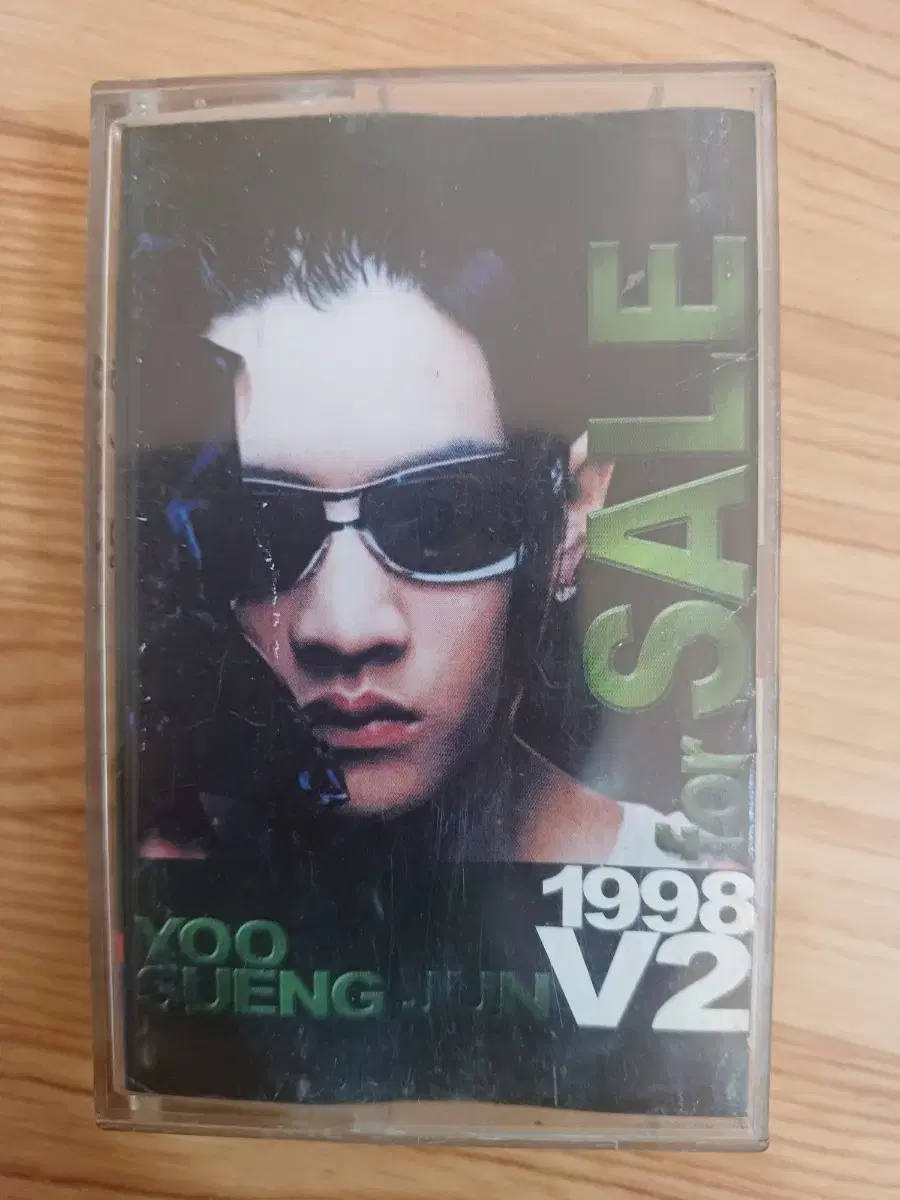 for SALE
1998
V2
YOO
SUENG JUN